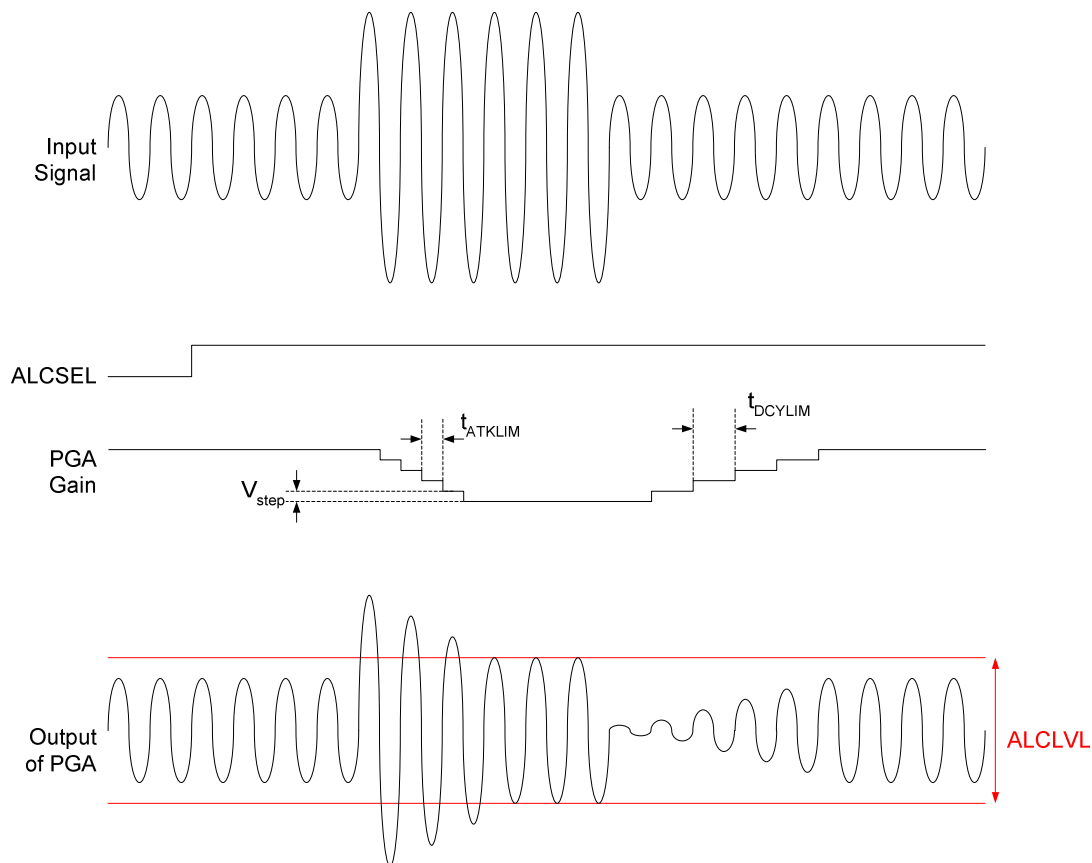 Input
Signal
ALCSEL
tATKLIM
tDCYLIM
PGA
Gain
Vstep
Output
of PGA
ALCLVL